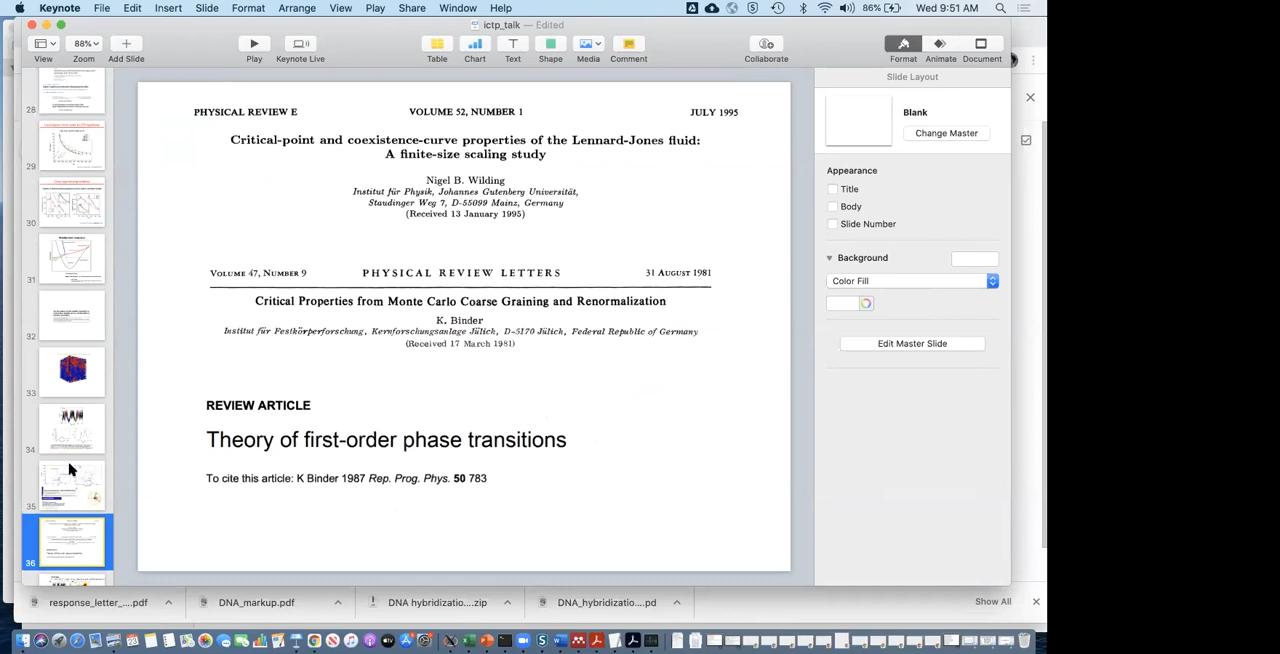 Keynote File Edit Insert Slide Format Arrange View Play Share Window Help 86% Wed 9:51 AM
ictp_talk — Edited
88%
View Zoom Add Slide Play Keynote Live Table Chart Text Shape Media Comment Collaborate Format Animate Document
28
29
30
31
32
33
34
35
36
PHYSICAL REVIEW E VOLUME 52, NUMBER 1 JULY 1995
Critical-point and coexistence-curve properties of the Lennard-Jones fluid:
A finite-size scaling study
Nigel B. Wilding
Institut für Physik, Johannes Gutenberg Universität,
Staudinger Weg 7, D-55099 Mainz, Germany
(Received 13 January 1995)
VOLUME 47, NUMBER 9 PHYSICAL REVIEW LETTERS 31 AUGUST 1981
Critical Properties from Monte Carlo Coarse Graining and Renormalization
K. Binder
Institut für Festkörperforschung, Kernforschungsanlage Jülich, D-5170 Jülich, Federal Republic of Germany
(Received 17 March 1981)
REVIEW ARTICLE
Theory of first-order phase transitions
To cite this article: K Binder 1987 Rep. Prog. Phys. 50 783
Slide Layout
Blank
Change Master
Appearance
Title
Body
Slide Number
Background
Color Fill
Edit Master Slide
response_letter_....pdf DNA_markup.pdf DNA hybridizatio....zip DNA_hybridizatio....pd Show All